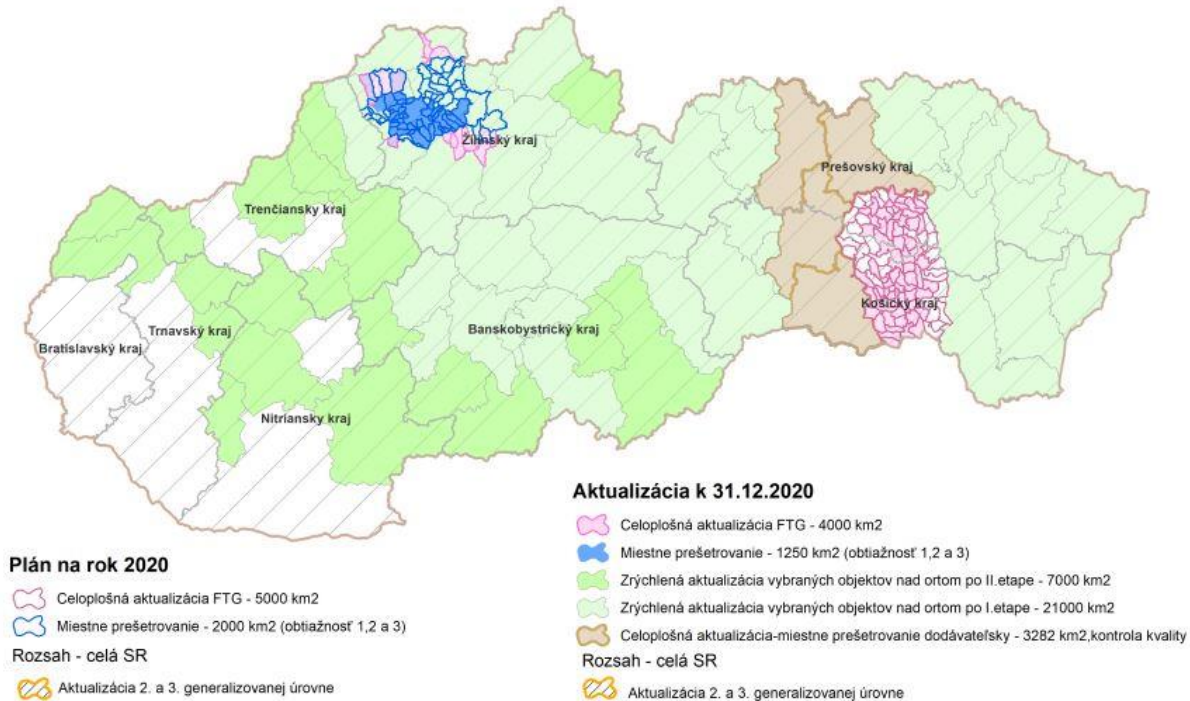 Žilinský kraj
Prešovský kraj
Trenčiansky kraj
Košický kraj
Trnavský kraj
Banskobystrický kraj
Bratislavský kraj
Nitriansky kraj
Plán na rok 2020
Celoplošná aktualizácia FTG - 5000 km2
Miestne prešetrovanie - 2000 km2 (obtiažnosť 1,2 a 3)
Rozsah - celá SR
Aktualizácia 2. a 3. generalizovanej úrovne
Aktualizácia k 31.12.2020
Celoplošná aktualizácia FTG - 4000 km2
Miestne prešetrovanie - 1250 km2 (obtiažnosť 1,2 a 3)
Zrýchlená aktualizácia vybraných objektov nad ortom po II.etape - 7000 km2
Zrýchlená aktualizácia vybraných objektov nad ortom po I.etape - 21000 km2
Celoplošná aktualizácia-miestne prešetrovanie dodávateľsky - 3282 km2,kontrola kvality
Rozsah - celá SR
Aktualizácia 2. a 3. generalizovanej úrovne